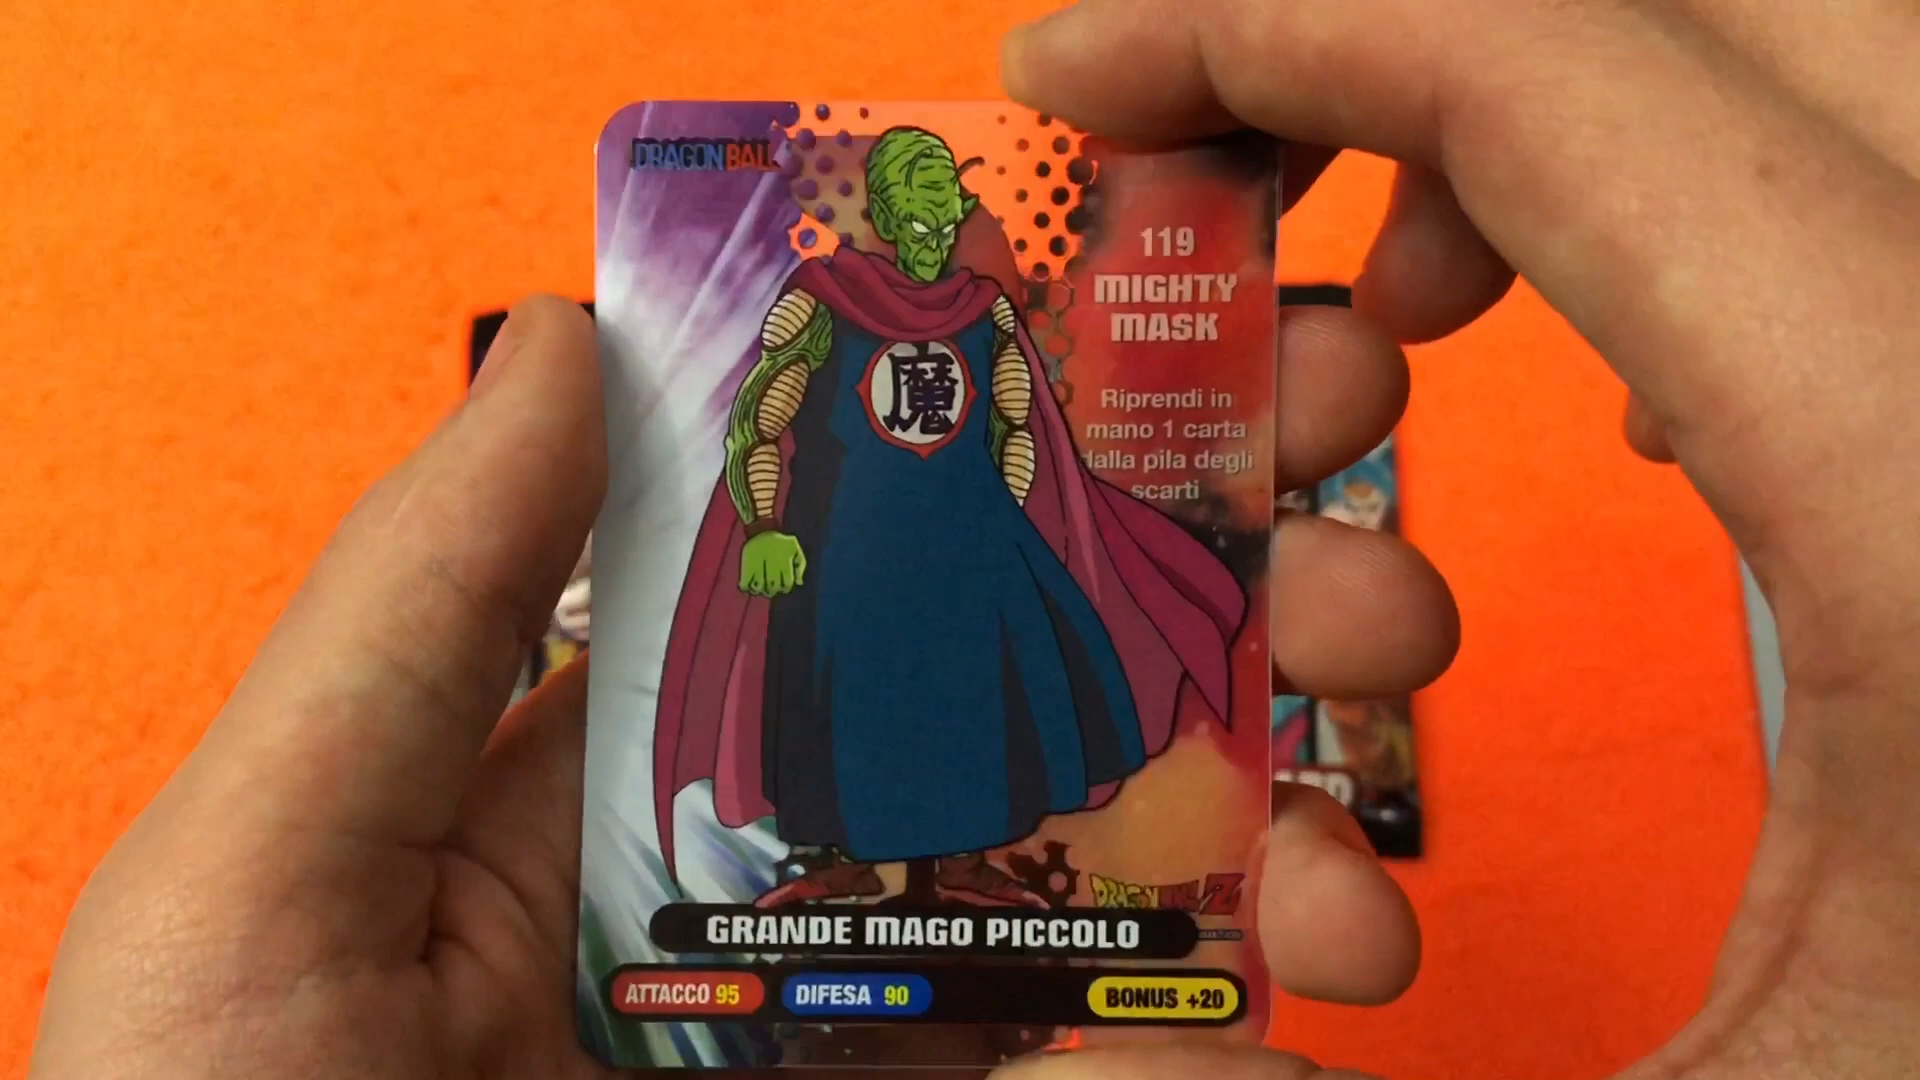 DRAGON BALL
119
MIGHTY
MASK
Riprendi in
mano 1 carta
dalla pila degli
scarti
魔
DRAGON BALL Z
GRANDE MAGO PICCOLO
ATTACCO 95
DIFESA 90
BONUS +20